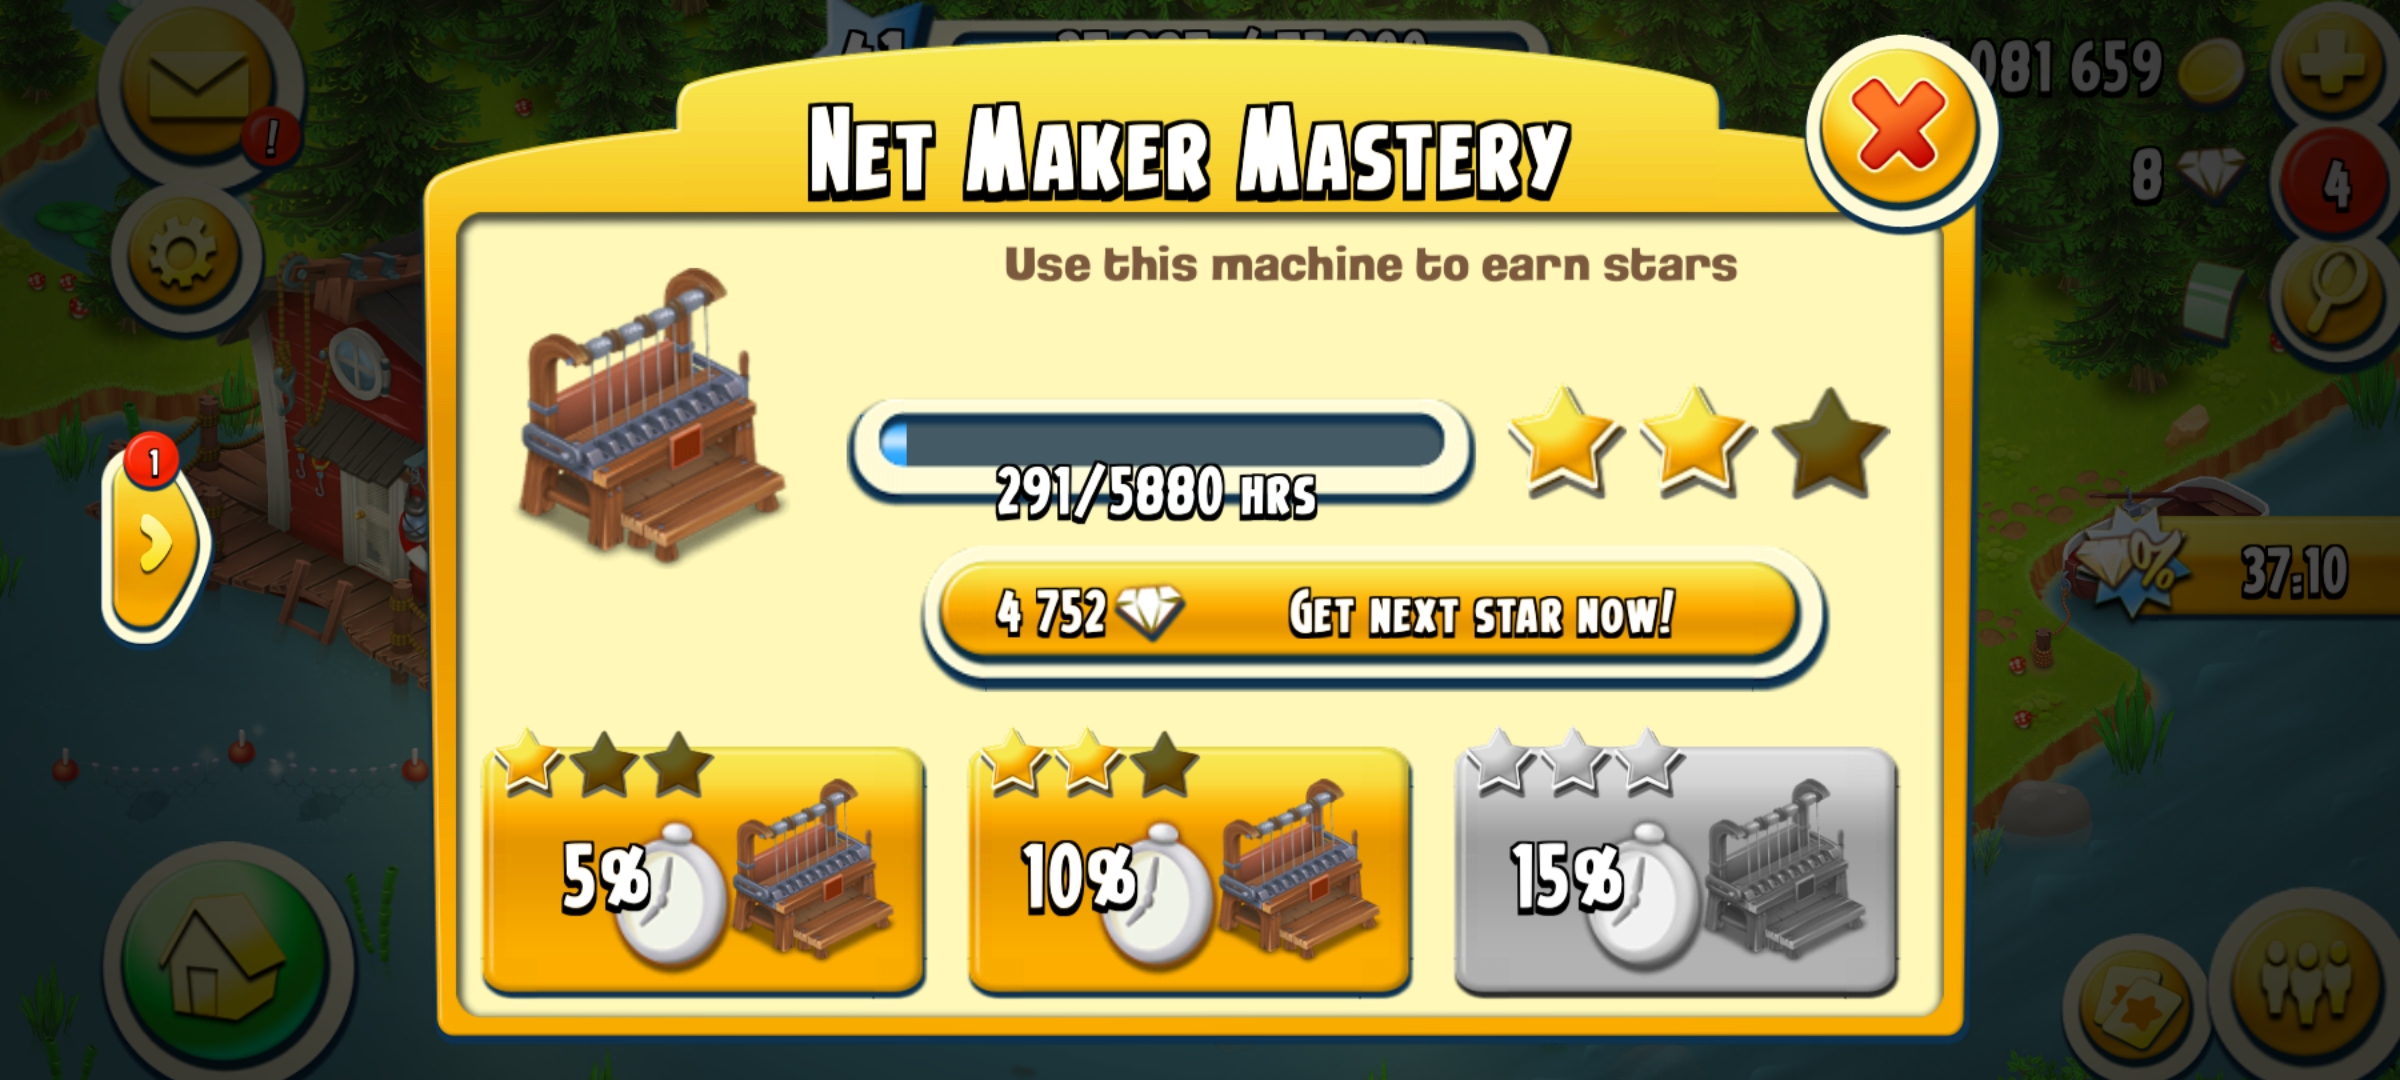 41
NET MAKER MASTERY
081 659
!
8
4
Use this machine to earn stars
291/5880 HRS
1
4 752 GET NEXT STAR NOW!
% 37:10
5%
10%
15%